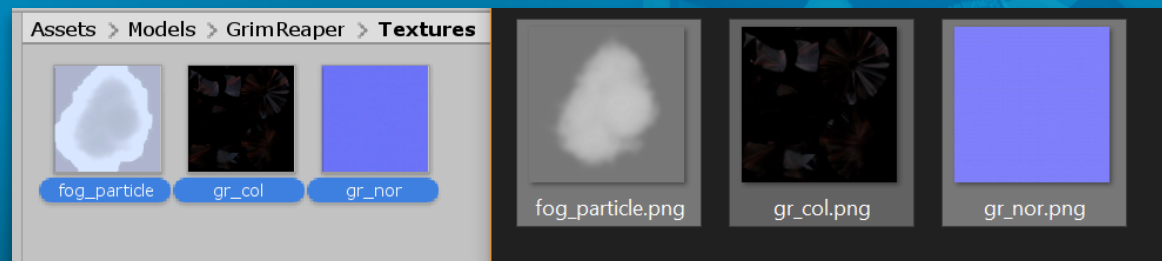 Assets > Models > GrimReaper > Textures
fog_particle gr_col gr_nor
fog_particle.png gr_col.png gr_nor.png